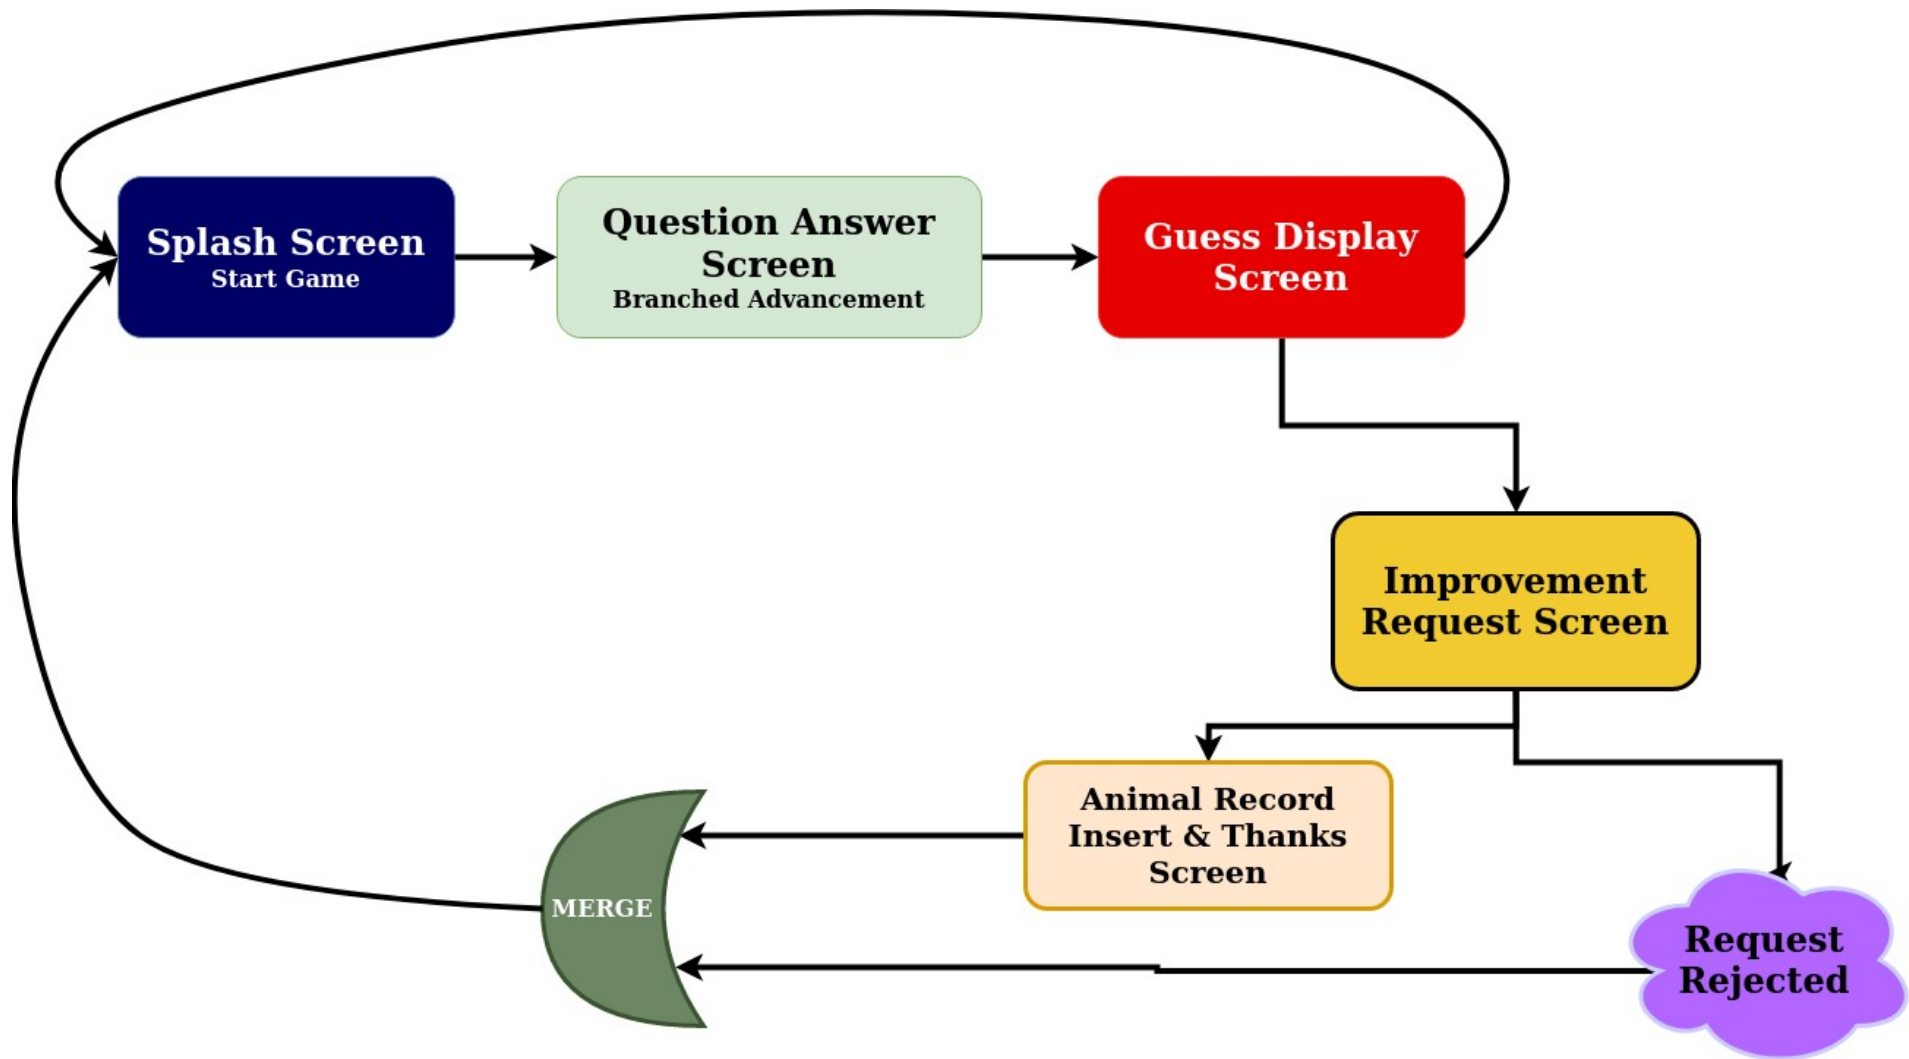 Splash Screen
Start Game
Question Answer
Screen
Branched Advancement
Guess Display
Screen
Improvement
Request Screen
Animal Record
Insert & Thanks
Screen
MERGE
Request
Rejected